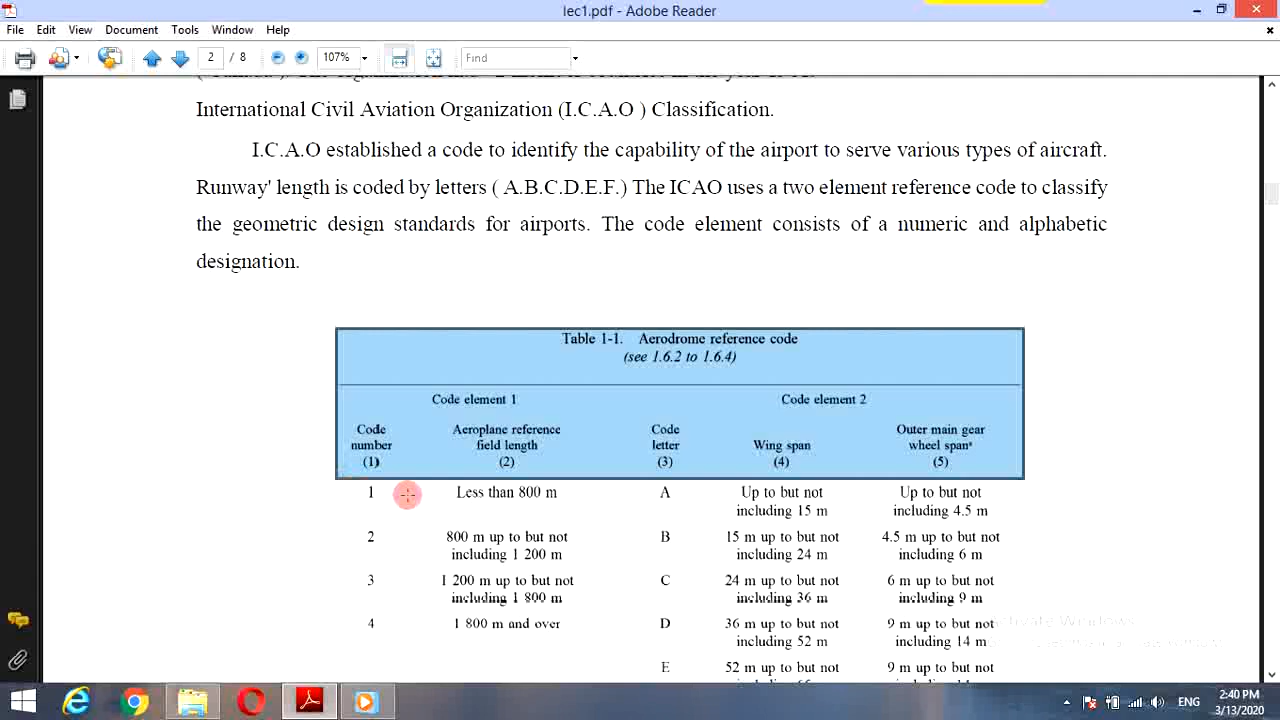 lec1.pdf - Adobe Reader
File Edit View Document Tools Window Help
2 / 8 107% Find
International Civil Aviation Organization (I.C.A.O ) Classification.
I.C.A.O established a code to identify the capability of the airport to serve various types of aircraft.
Runway' length is coded by letters ( A.B.C.D.E.F.) The ICAO uses a two element reference code to classify
the geometric design standards for airports. The code element consists of a numeric and alphabetic
designation.
Table 1-1. Aerodrome reference code
(see 1.6.2 to 1.6.4)
Code element 1 Code element 2
Code Aeroplane reference Code Outer main gear
number field length letter Wing span wheel spanᵃ
(1) (2) (3) (4) (5)
1 Less than 800 m A Up to but not Up to but not
including 15 m including 4.5 m
2 800 m up to but not B 15 m up to but not 4.5 m up to but not
including 1 200 m including 24 m including 6 m
3 1 200 m up to but not C 24 m up to but not 6 m up to but not
including 1 800 m including 36 m including 9 m
4 1 800 m and over D 36 m up to but not 9 m up to but not
including 52 m including 14 m
E 52 m up to but not 9 m up to but not
ENG
2:40 PM
3/13/2020